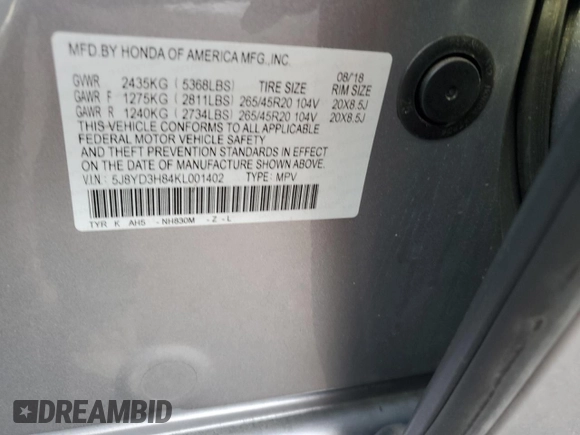 MFD.BY HONDA OF AMERICA MFG.,INC.
08/'18
GVWR 2435KG (5368LBS) TIRE SIZE RIM SIZE
GAWR F 1275KG (2811LBS) 265/45R20 104V 20X8.5J
GAWR R 1240KG (2734LBS) 265/45R20 104V 20X8.5J
THIS VEHICLE CONFORMS TO ALL APPLICABLE
FEDERAL MOTOR VEHICLE SAFETY
AND THEFT PREVENTION STANDARDS IN EFFECT
ON THE DATE OF MANUFACTURE SHOWN ABOVE.
V.I.N: 5J8YD3H84KL001402 TYPE: MPV
TYR K AH5 -NH830M -Z-L
DREAMBID